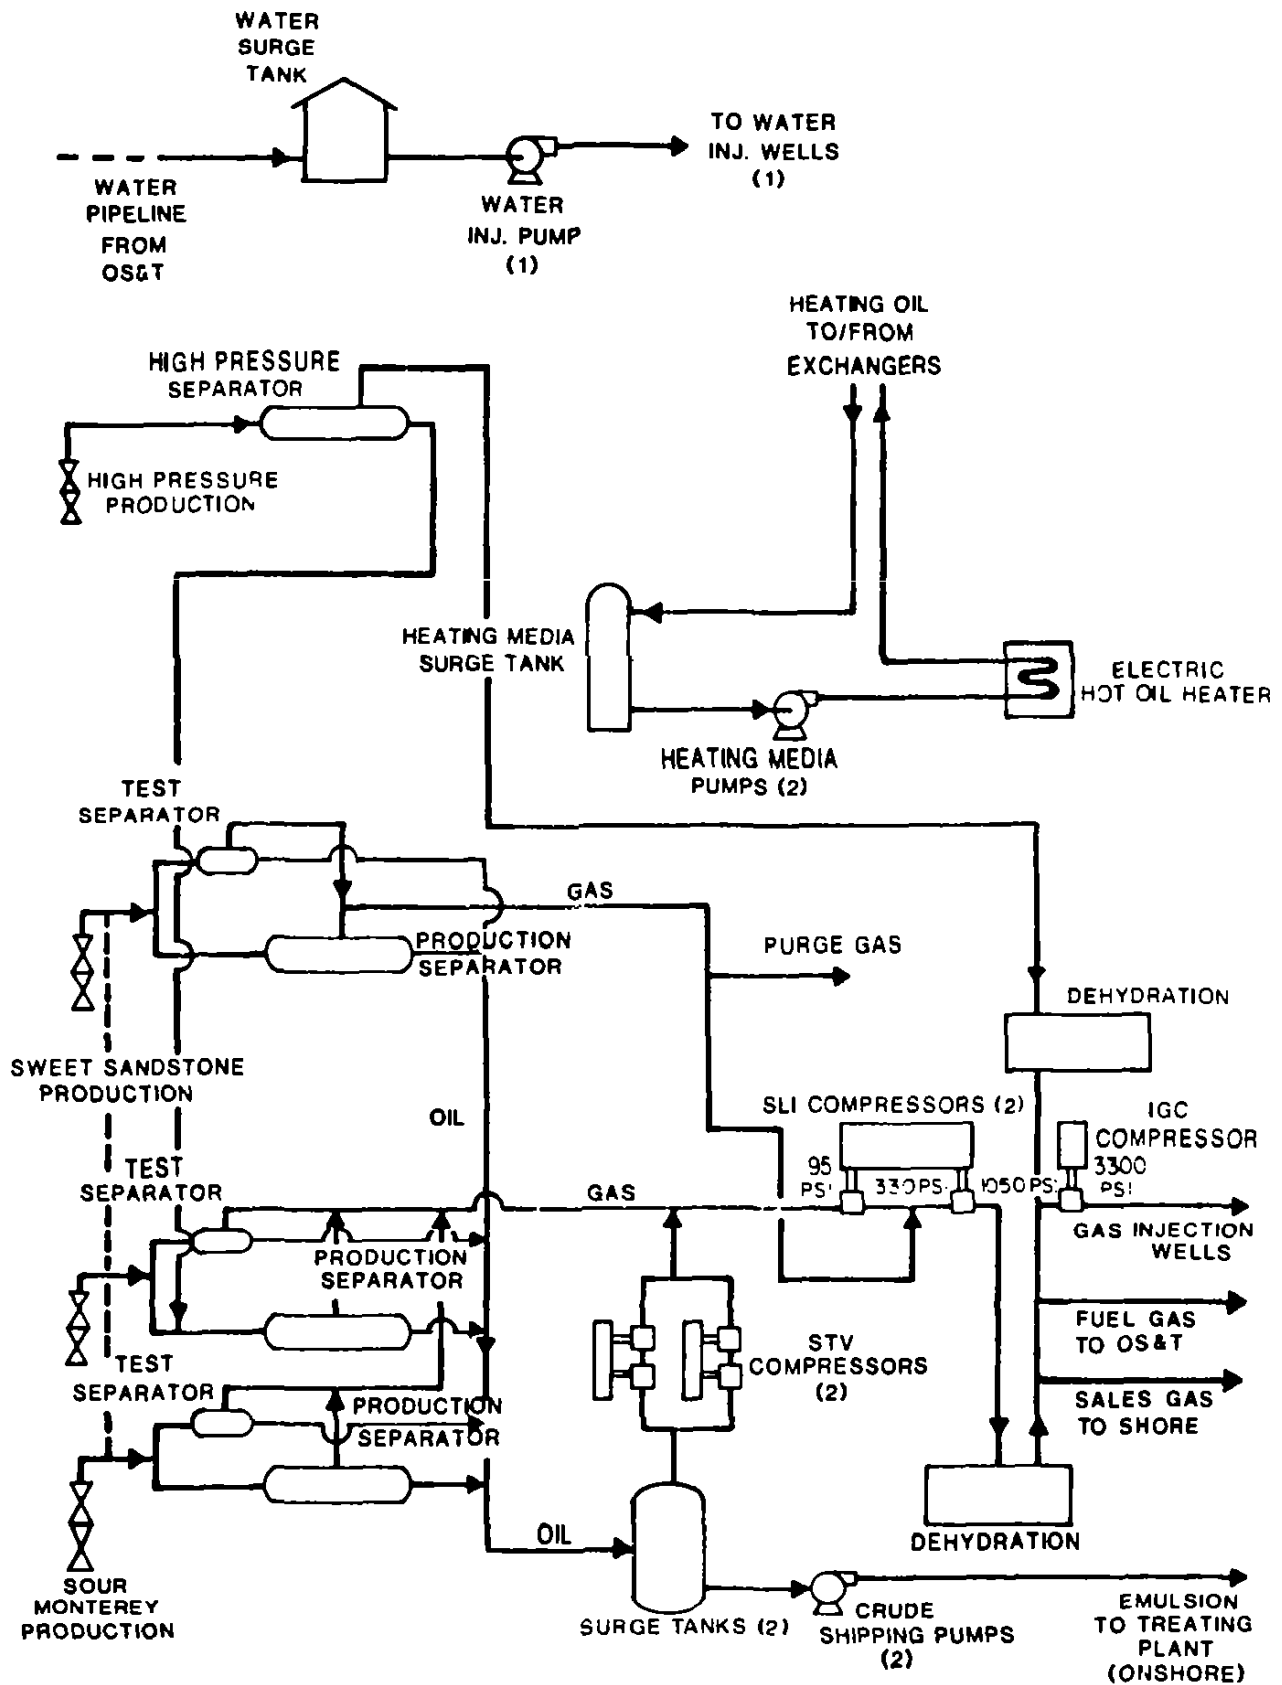 WATER
SURGE
TANK
TO WATER
INJ. WELLS
(1)
WATER
PIPELINE
FROM
OS&T
WATER
INJ. PUMP
(1)
HEATING OIL
TO/FROM
EXCHANGERS
HIGH PRESSURE
SEPARATOR
HIGH PRESSURE
PRODUCTION
HEATING MEDIA
SURGE TANK
ELECTRIC
HOT OIL HEATER
HEATING MEDIA
PUMPS (2)
TEST
SEPARATOR
GAS
PRODUCTION
SEPARATOR
PURGE GAS
DEHYDRATION
SWEET SANDSTONE
PRODUCTION
OIL
SLI COMPRESSORS (2)
IGC
COMPRESSOR
95
PSI
330 PSI
1050 PSI
3300
PSI
TEST
SEPARATOR
GAS
GAS INJECTION
WELLS
PRODUCTION
SEPARATOR
FUEL GAS
TO OS&T
STV
COMPRESSORS
(2)
TEST
SEPARATOR
PRODUCTION
SEPARATOR
SALES GAS
TO SHORE
OIL
DEHYDRATION
SOUR
MONTEREY
PRODUCTION
SURGE TANKS (2)
CRUDE
SHIPPING PUMPS
(2)
EMULSION
TO TREATING
PLANT
(ONSHORE)